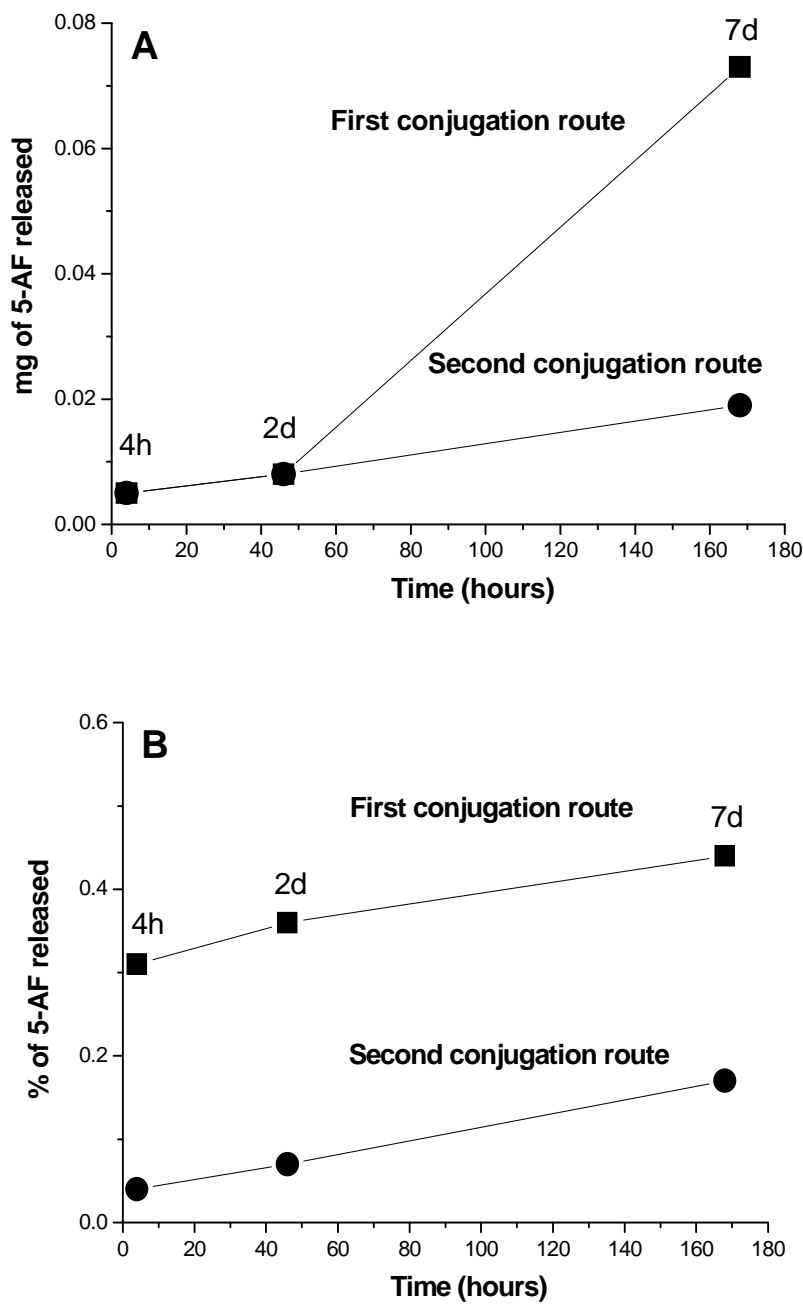 A
0.08
7d
First conjugation route
0.06
mg of 5-AF released
0.04
Second conjugation route
0.02
2d
4h
0.00
0 20 40 60 80 100 120 140 160 180
Time (hours)
0.6
B
First conjugation route
7d
2d
0.4
4h
% of 5-AF released
0.2
Second conjugation route
0.0
0 20 40 60 80 100 120 140 160 180
Time (hours)